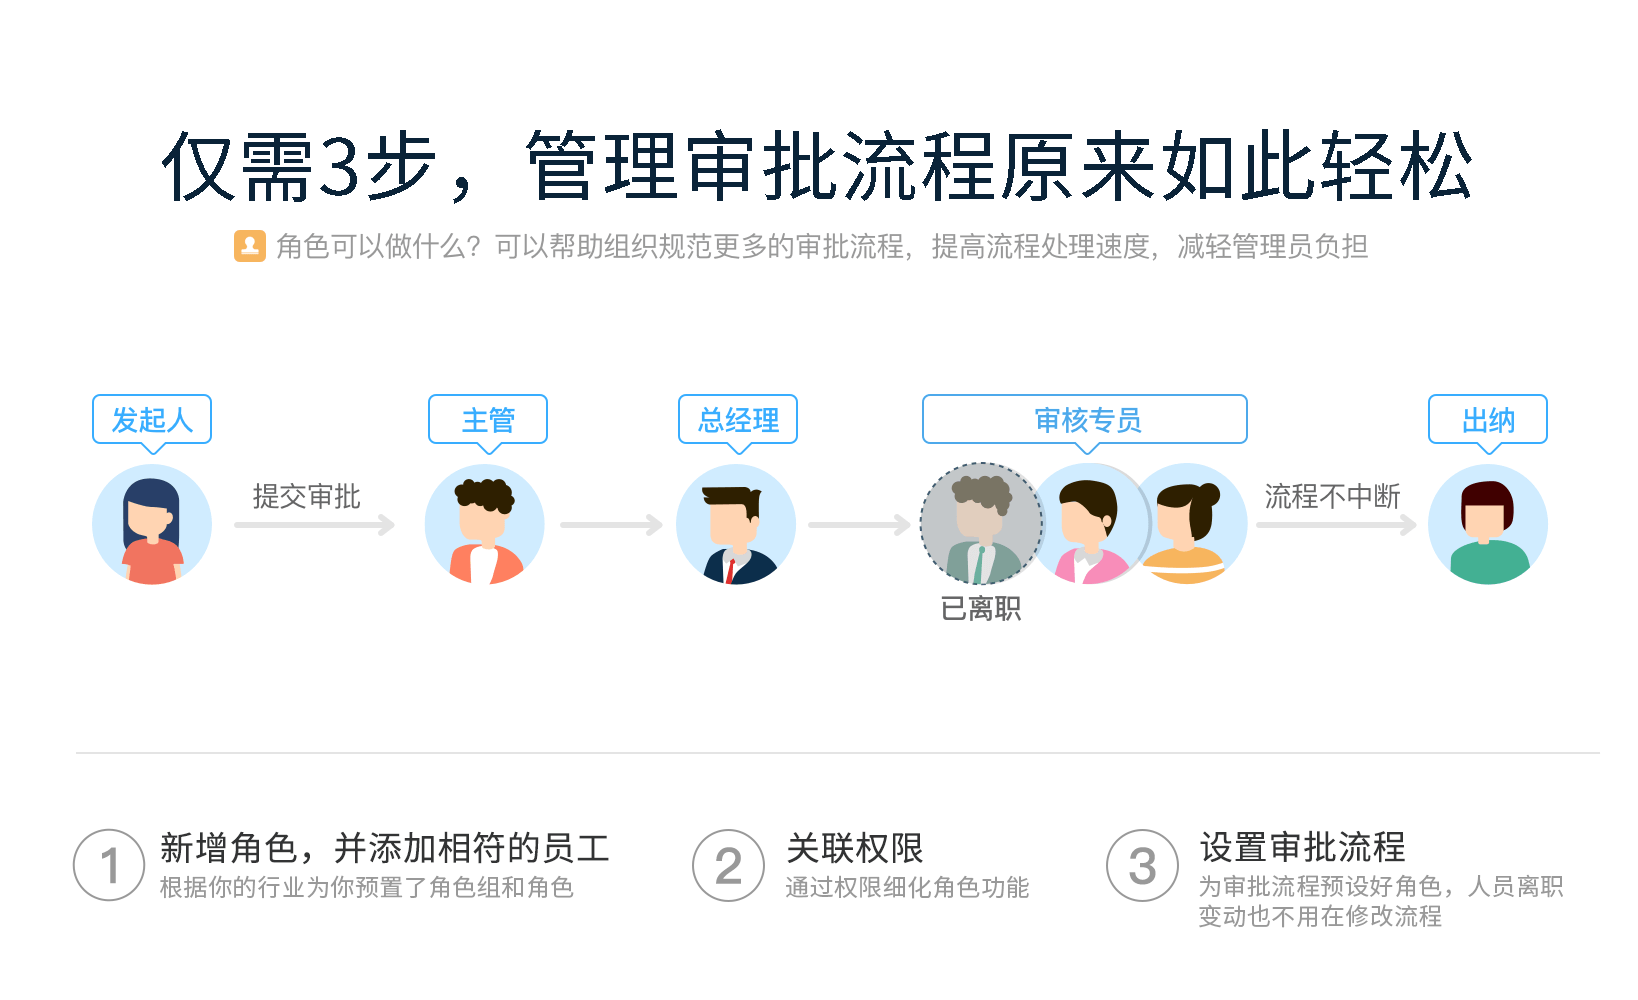 仅需3步，管理审批流程原来如此轻松
角色可以做什么？可以帮助组织规范更多的审批流程，提高流程处理速度，减轻管理员负担
发起人
主管
总经理
审核专员
出纳
提交审批
流程不中断
已离职
1
新增角色，并添加相符的员工
根据你的行业为你预置了角色组和角色
2
关联权限
通过权限细化角色功能
3
设置审批流程
为审批流程预设好角色，人员离职
变动也不用在修改流程